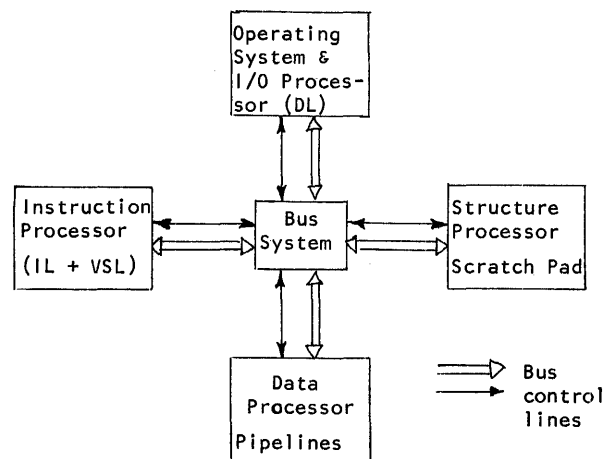 Operating
System &
I/O Proces-
sor (DL)
Instruction
Processor
(IL + VSL)
Bus
System
Structure
Processor
Scratch Pad
Data
Processor
Pipelines
Bus
control
lines